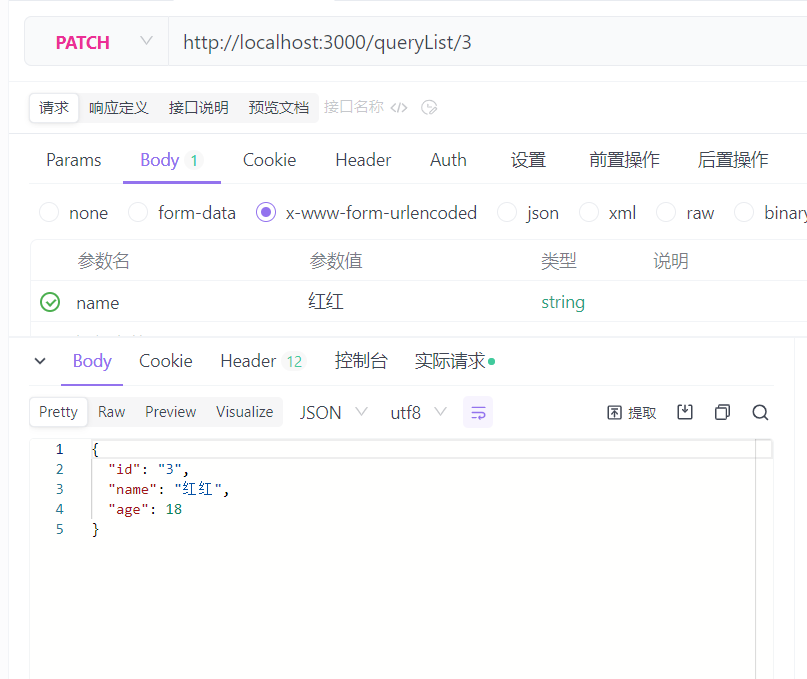 PATCH http://localhost:3000/queryList/3
请求 响应定义 接口说明 预览文档 接口名称 </>
Params Body 1 Cookie Header Auth 设置 前置操作 后置操作
none form-data x-www-form-urlencoded json xml raw binary
参数名 参数值 类型 说明
name 红红 string
Body Cookie Header 12 控制台 实际请求
Pretty Raw Preview Visualize JSON utf8 提取
1 {
2 "id": "3",
3 "name": "红红",
4 "age": 18
5 }